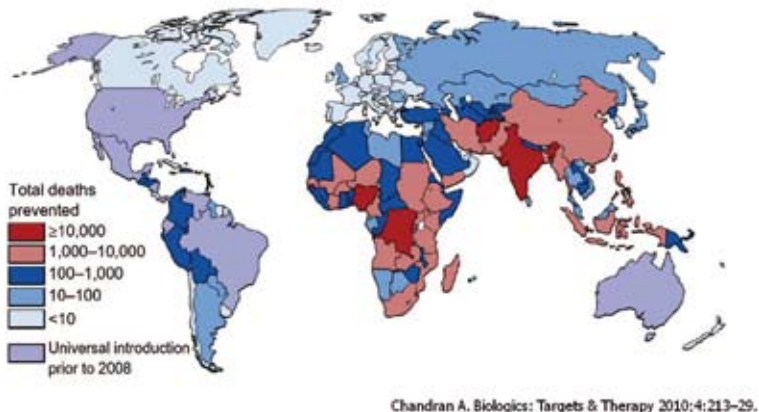 Total deaths
prevented
≥10,000
1,000–10,000
100–1,000
10–100
<10
Universal introduction
prior to 2008
Chandran A. Biologics: Targets & Therapy 2010:4:213–29.